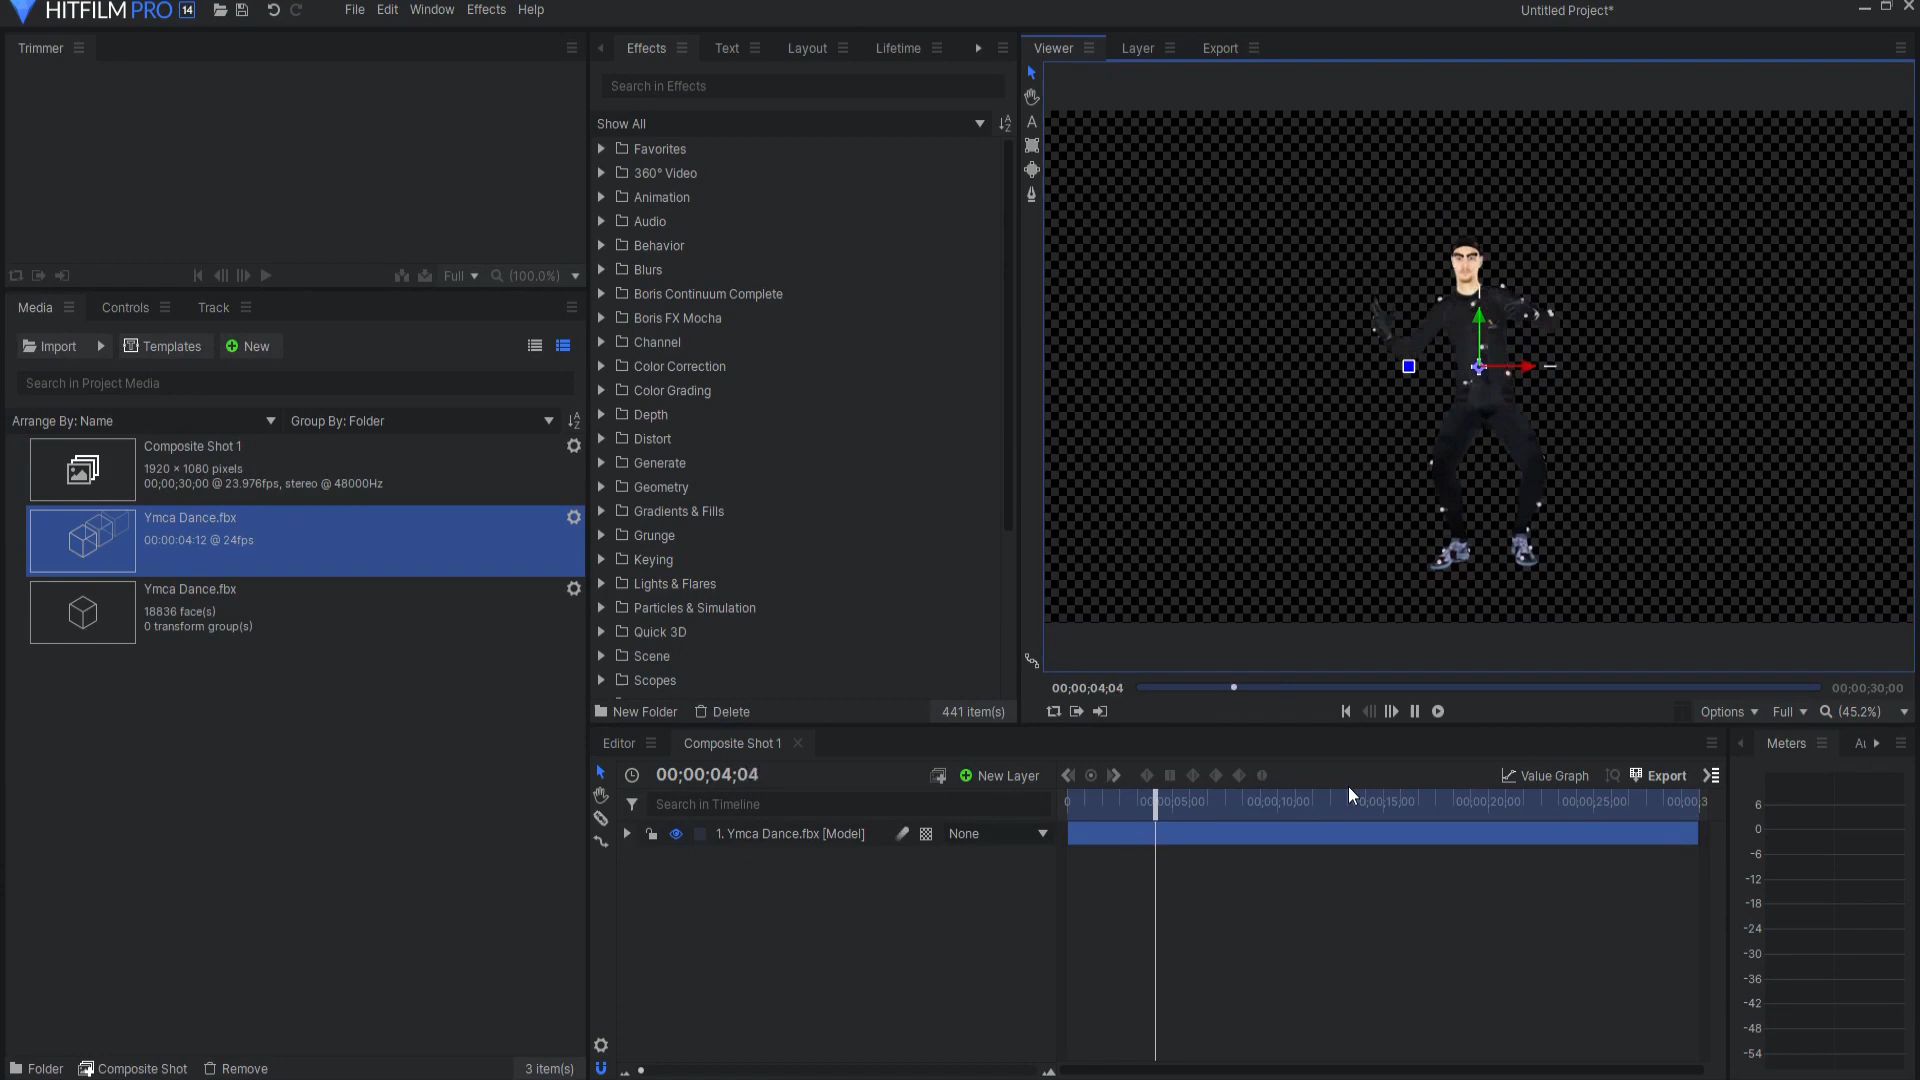 HITFILM PRO 14
File Edit Window Effects Help
Untitled Project*
Trimmer
Full (100.0%)
Media Controls Track
Import Templates New
Search in Project Media
Arrange By: Name Group By: Folder
Composite Shot 1
1920 × 1080 pixels
00;00;30;00 @ 23.976fps, stereo @ 48000Hz
Ymca Dance.fbx
00:00:04:12 @ 24fps
Ymca Dance.fbx
18836 face(s)
0 transform group(s)
Folder Composite Shot Remove 3 item(s)
Effects Text Layout Lifetime
Search in Effects
Show All
Favorites
360° Video
Animation
Audio
Behavior
Blurs
Boris Continuum Complete
Boris FX Mocha
Channel
Color Correction
Color Grading
Depth
Distort
Generate
Geometry
Gradients & Fills
Grunge
Keying
Lights & Flares
Particles & Simulation
Quick 3D
Scene
Scopes
New Folder Delete 441 item(s)
Viewer Layer Export
A
00;00;04;04 00;00;30;00
Options Full (45.2%)
Editor Composite Shot 1
00;00;04;04 New Layer Value Graph Export
Search in Timeline
0 00;00;05;00 00;00;10;00 00;00;15;00 00;00;20;00 00;00;25;00 00;00;3
1. Ymca Dance.fbx [Model] None
Meters
6
0
-6
-12
-18
-24
-30
-36
-42
-48
-54